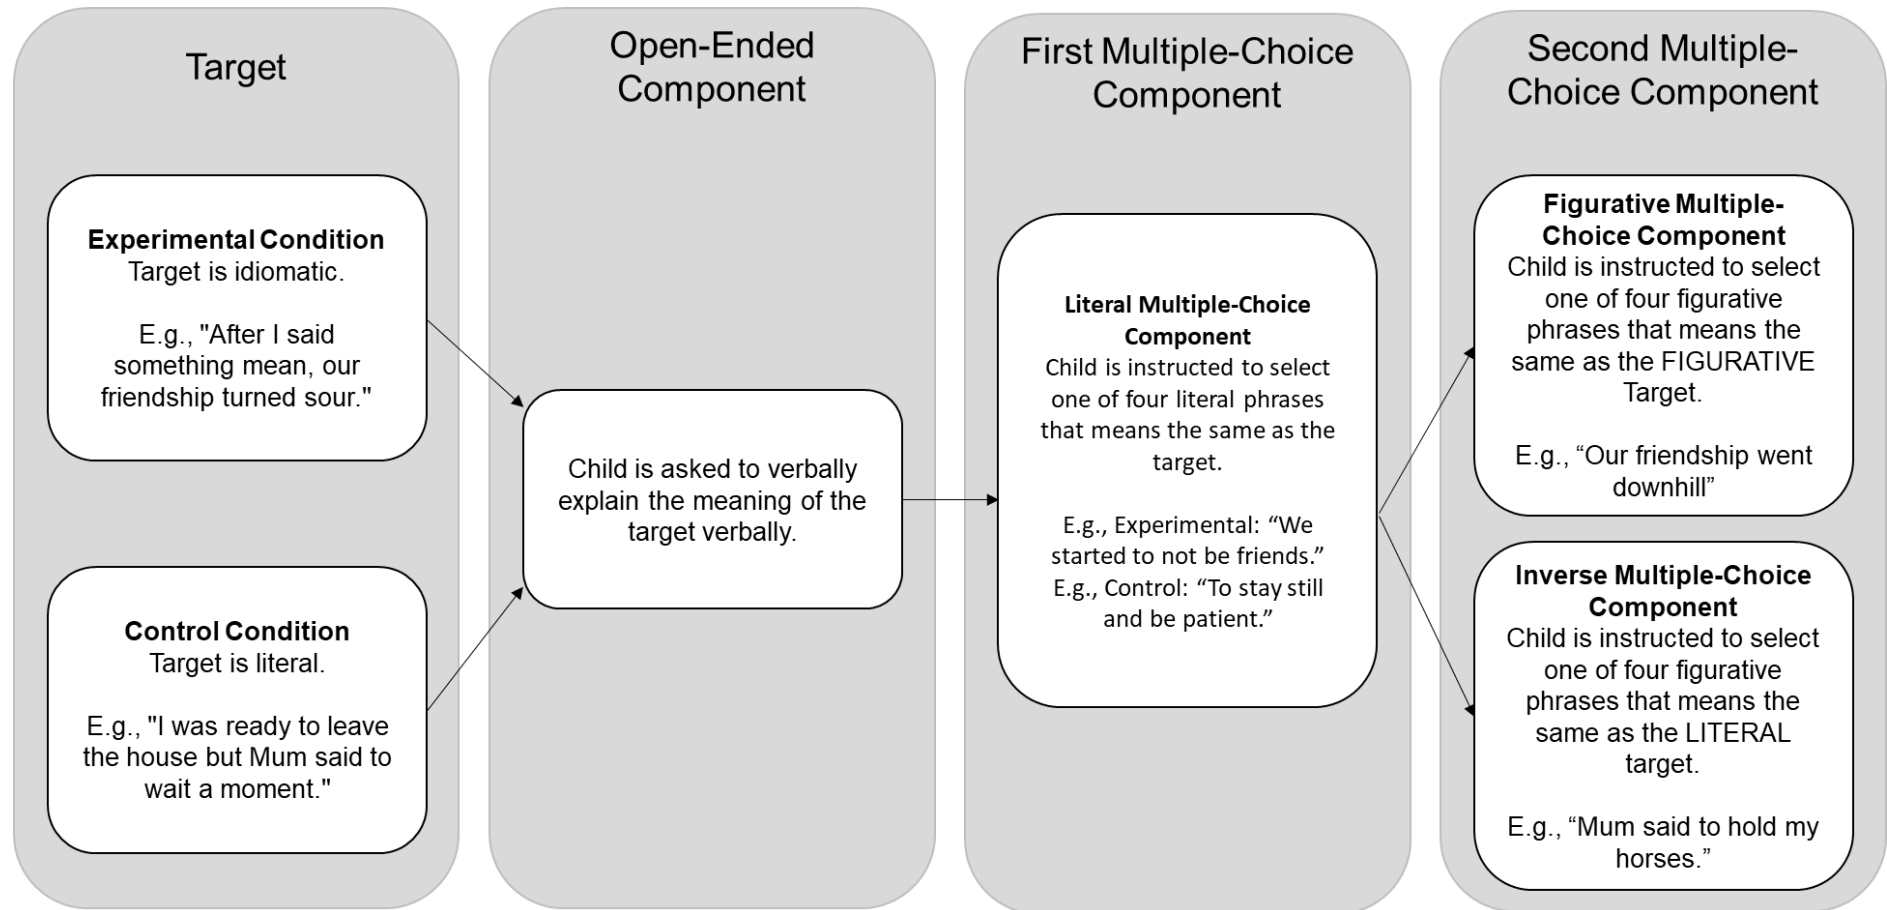 Target
Experimental Condition
Target is idiomatic.
E.g., "After I said
something mean, our
friendship turned sour."
Control Condition
Target is literal.
E.g., "I was ready to leave
the house but Mum said to
wait a moment."
Open-Ended
Component
Child is asked to verbally
explain the meaning of the
target verbally.
First Multiple-Choice
Component
Literal Multiple-Choice
Component
Child is instructed to select
one of four literal phrases
that means the same as the
target.
E.g., Experimental: “We
started to not be friends.”
E.g., Control: “To stay still
and be patient.”
Second Multiple-
Choice Component
Figurative Multiple-
Choice Component
Child is instructed to select
one of four figurative
phrases that means the
same as the FIGURATIVE
Target.
E.g., “Our friendship went
downhill”
Inverse Multiple-Choice
Component
Child is instructed to select
one of four figurative
phrases that means the
same as the LITERAL
target.
E.g., “Mum said to hold my
horses.”